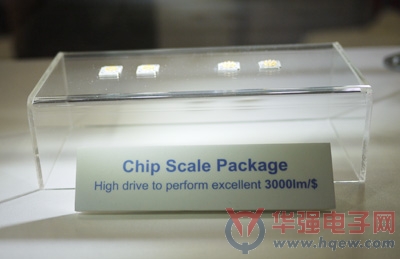 Chip Scale Package
High drive to perform excellent 3000lm/$
华强电子网
www.hqew.com